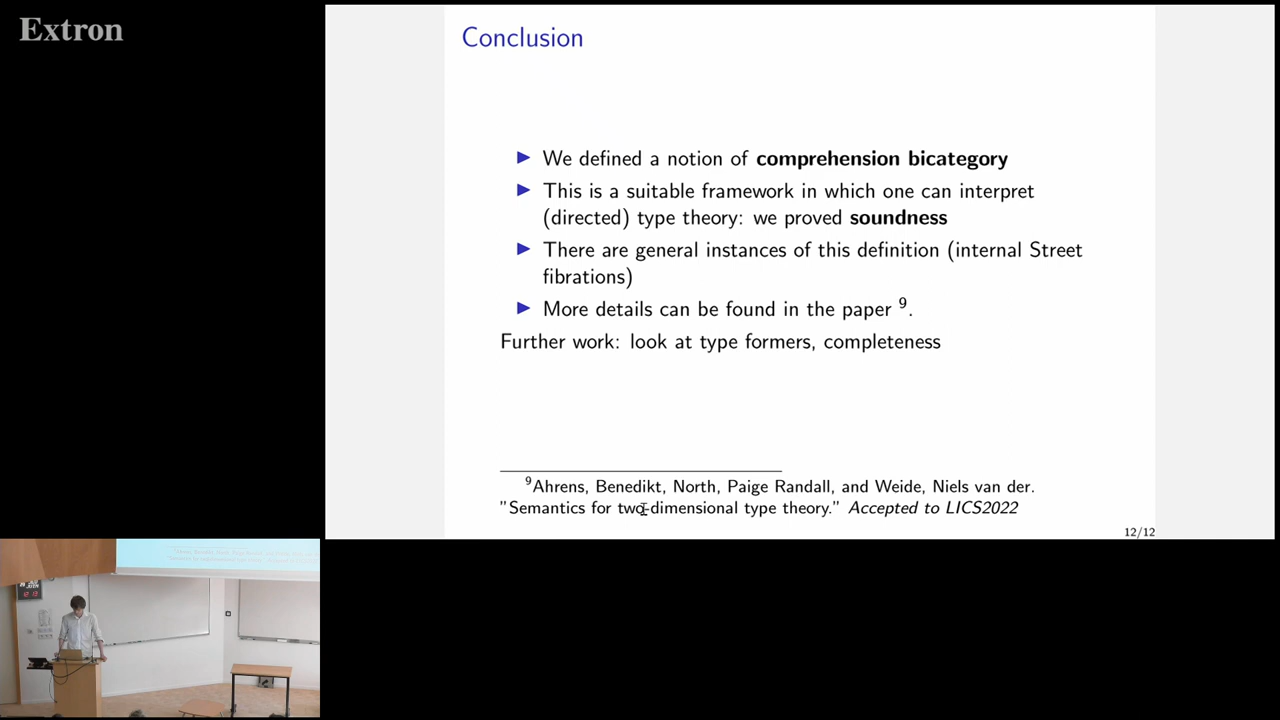 Extron
Conclusion
▶ We defined a notion of comprehension bicategory
▶ This is a suitable framework in which one can interpret
(directed) type theory: we proved soundness
▶ There are general instances of this definition (internal Street
fibrations)
▶ More details can be found in the paper ⁹.
Further work: look at type formers, completeness
⁹Ahrens, Benedikt, North, Paige Randall, and Weide, Niels van der.
"Semantics for two-dimensional type theory." Accepted to LICS2022
12/12